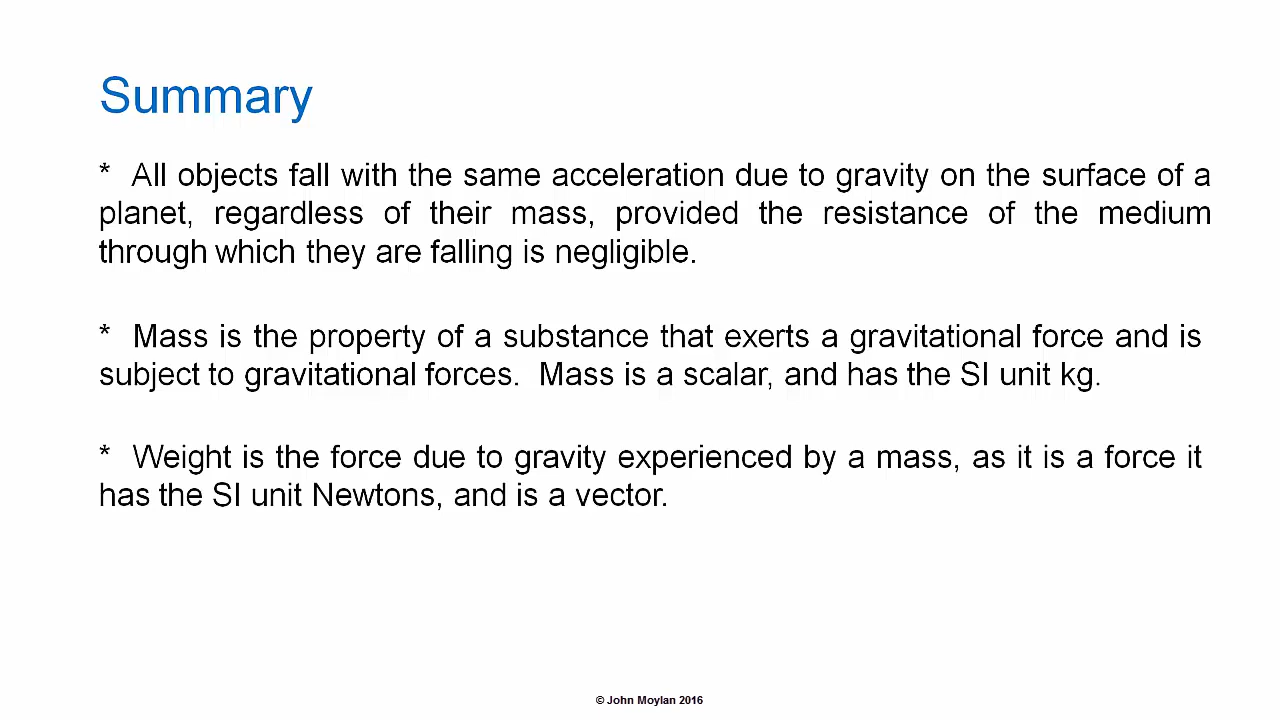 Summary
* All objects fall with the same acceleration due to gravity on the surface of a
planet, regardless of their mass, provided the resistance of the medium
through which they are falling is negligible.
* Mass is the property of a substance that exerts a gravitational force and is
subject to gravitational forces. Mass is a scalar, and has the SI unit kg.
* Weight is the force due to gravity experienced by a mass, as it is a force it
has the SI unit Newtons, and is a vector.
© John Moylan 2016